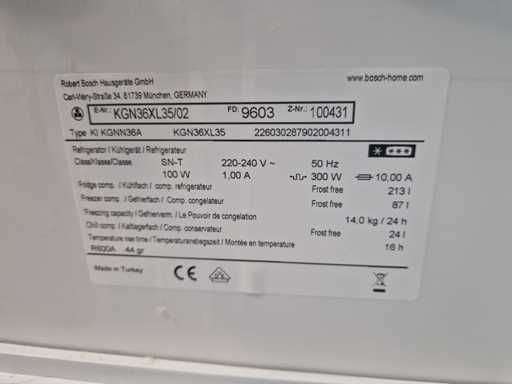 Robert Bosch Hausgeräte GmbH
www.bosch-home.com
Carl-Wery-Straße 34, 81739 München, GERMANY
E-Nr.: KGN36XL35/02 FD: 9603 Z-Nr.: 100431
Type KI KGNN36A KGN36XL35 226030287902004311
Refrigerator / Kühlgerät / Refrigerateur
Class/Klasse/Classe SN-T 220-240 V ~ 50 Hz
100 W 1,00 A 300 W 10,00 A
Fridge comp. / Kühlfach / comp. refrigerateur Frost free 213 l
Freezer comp. / Gefrierfach / Comp. congelateur Frost free 87 l
Freezing capacity / Gefrierverm. / Le Pouvoir de congelation 14,0 kg / 24 h
Chill comp. / Kaltlagerfach / Comp. conservateur Frost free 24 l
Temperature rise time / Temperaturanstiegszeit / Montée en température 16 h
R600A 44 gr
Made in Turkey CE